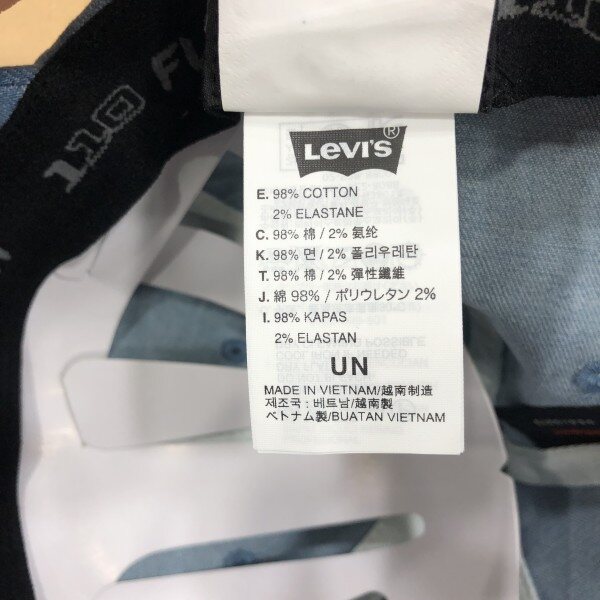 110 FL
LEVI'S ®
E. 98% COTTON
2% ELASTANE
C. 98% 棉 / 2% 氨纶
K. 98% 면 / 2% 폴리우레탄
T. 98% 棉 / 2% 彈性纖維
J. 綿 98% / ポリウレタン 2%
I. 98% KAPAS
2% ELASTAN
UN
MADE IN VIETNAM/越南制造
제조국 : 베트남/越南製
ベトナム製/BUATAN VIETNAM